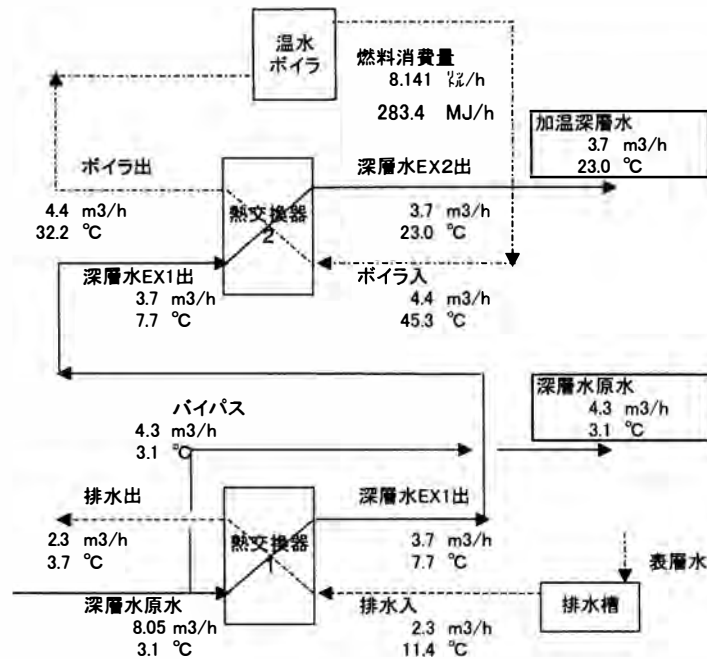 温水
ボイラ
燃料消費量
8.141 ㍑/h
283.4 MJ/h
加温深層水
3.7 m3/h
23.0 ℃
ボイラ出
4.4 m3/h
32.2 ℃
熱交換器
2
深層水EX2出
3.7 m3/h
23.0 ℃
深層水EX1出
3.7 m3/h
7.7 ℃
ボイラ入
4.4 m3/h
45.3 ℃
バイパス
4.3 m3/h
3.1 ℃
深層水原水
4.3 m3/h
3.1 ℃
排水出
2.3 m3/h
3.7 ℃
熱交換器
1
深層水EX1出
3.7 m3/h
7.7 ℃
表層水
排水槽
深層水原水
8.05 m3/h
3.1 ℃
排水入
2.3 m3/h
11.4 ℃